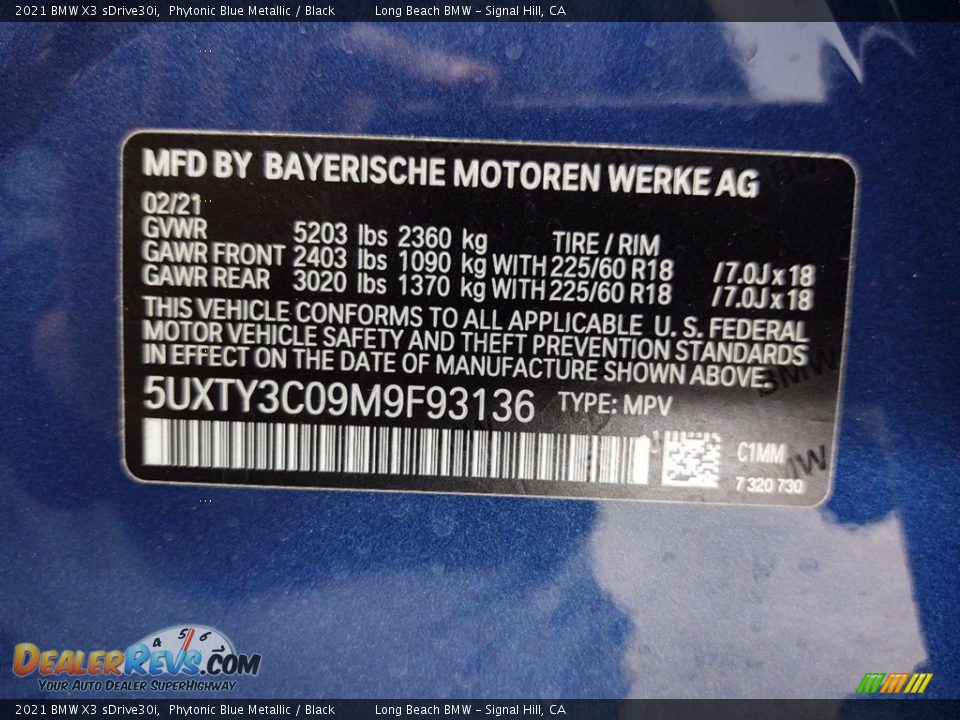 2021 BMW X3 sDrive30i, Phytonic Blue Metallic / Black Long Beach BMW - Signal Hill, CA
MFD BY BAYERISCHE MOTOREN WERKE AG
02/21
GVWR 5203 lbs 2360 kg TIRE / RIM
GAWR FRONT 2403 lbs 1090 kg WITH 225/60 R18 /7.0J x 18
GAWR REAR 3020 lbs 1370 kg WITH 225/60 R18 /7.0J x 18
THIS VEHICLE CONFORMS TO ALL APPLICABLE U. S. FEDERAL
MOTOR VEHICLE SAFETY AND THEFT PREVENTION STANDARDS
IN EFFECT ON THE DATE OF MANUFACTURE SHOWN ABOVE.
BMW
5UXTY3C09M9F93136 TYPE: MPV
C1MM
7 320 730
4 5 6
DEALERREVS.COM
YOUR AUTO DEALER SUPERHIGHWAY
2021 BMW X3 sDrive30i, Phytonic Blue Metallic / Black Long Beach BMW - Signal Hill, CA